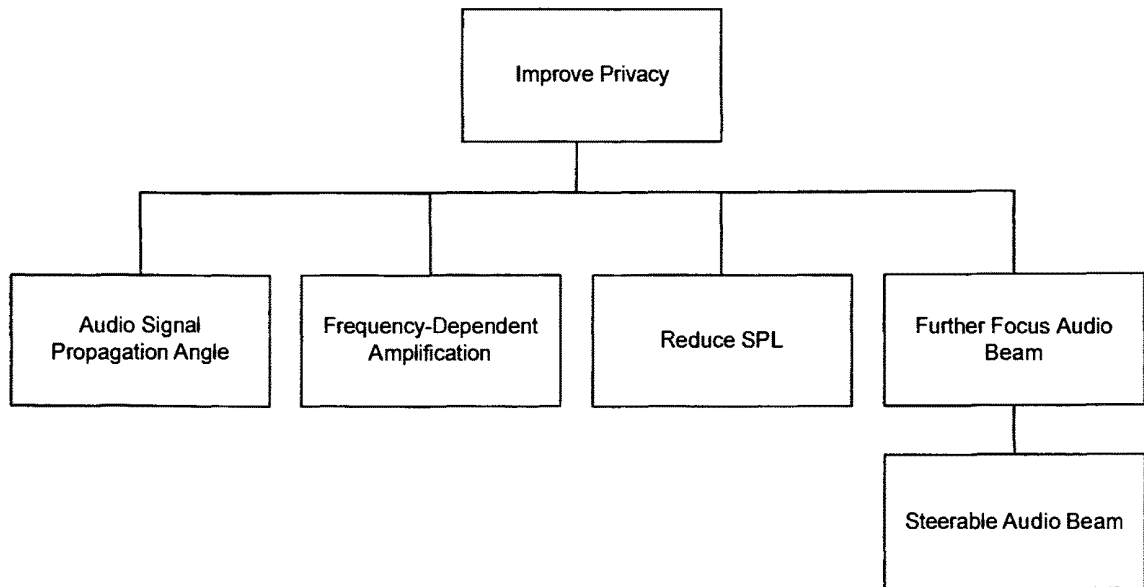 Improve Privacy
Audio Signal
Propagation Angle
Frequency-Dependent
Amplification
Reduce SPL
Further Focus Audio
Beam
Steerable Audio Beam